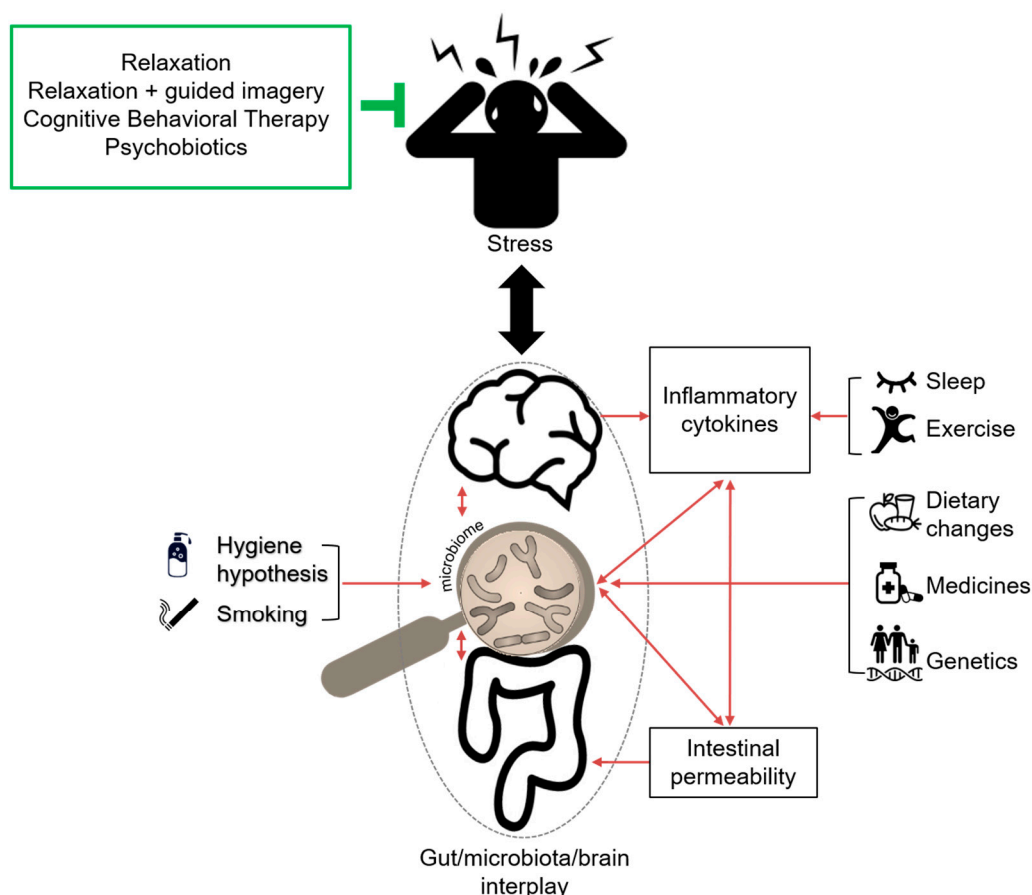 Relaxation
Relaxation + guided imagery
Cognitive Behavioral Therapy
Psychobiotics
Stress
Inflammatory
cytokines
Sleep
Exercise
microbiome
Hygiene
hypothesis
Smoking
Dietary
changes
Medicines
Genetics
Intestinal
permeability
Gut/microbiota/brain
interplay